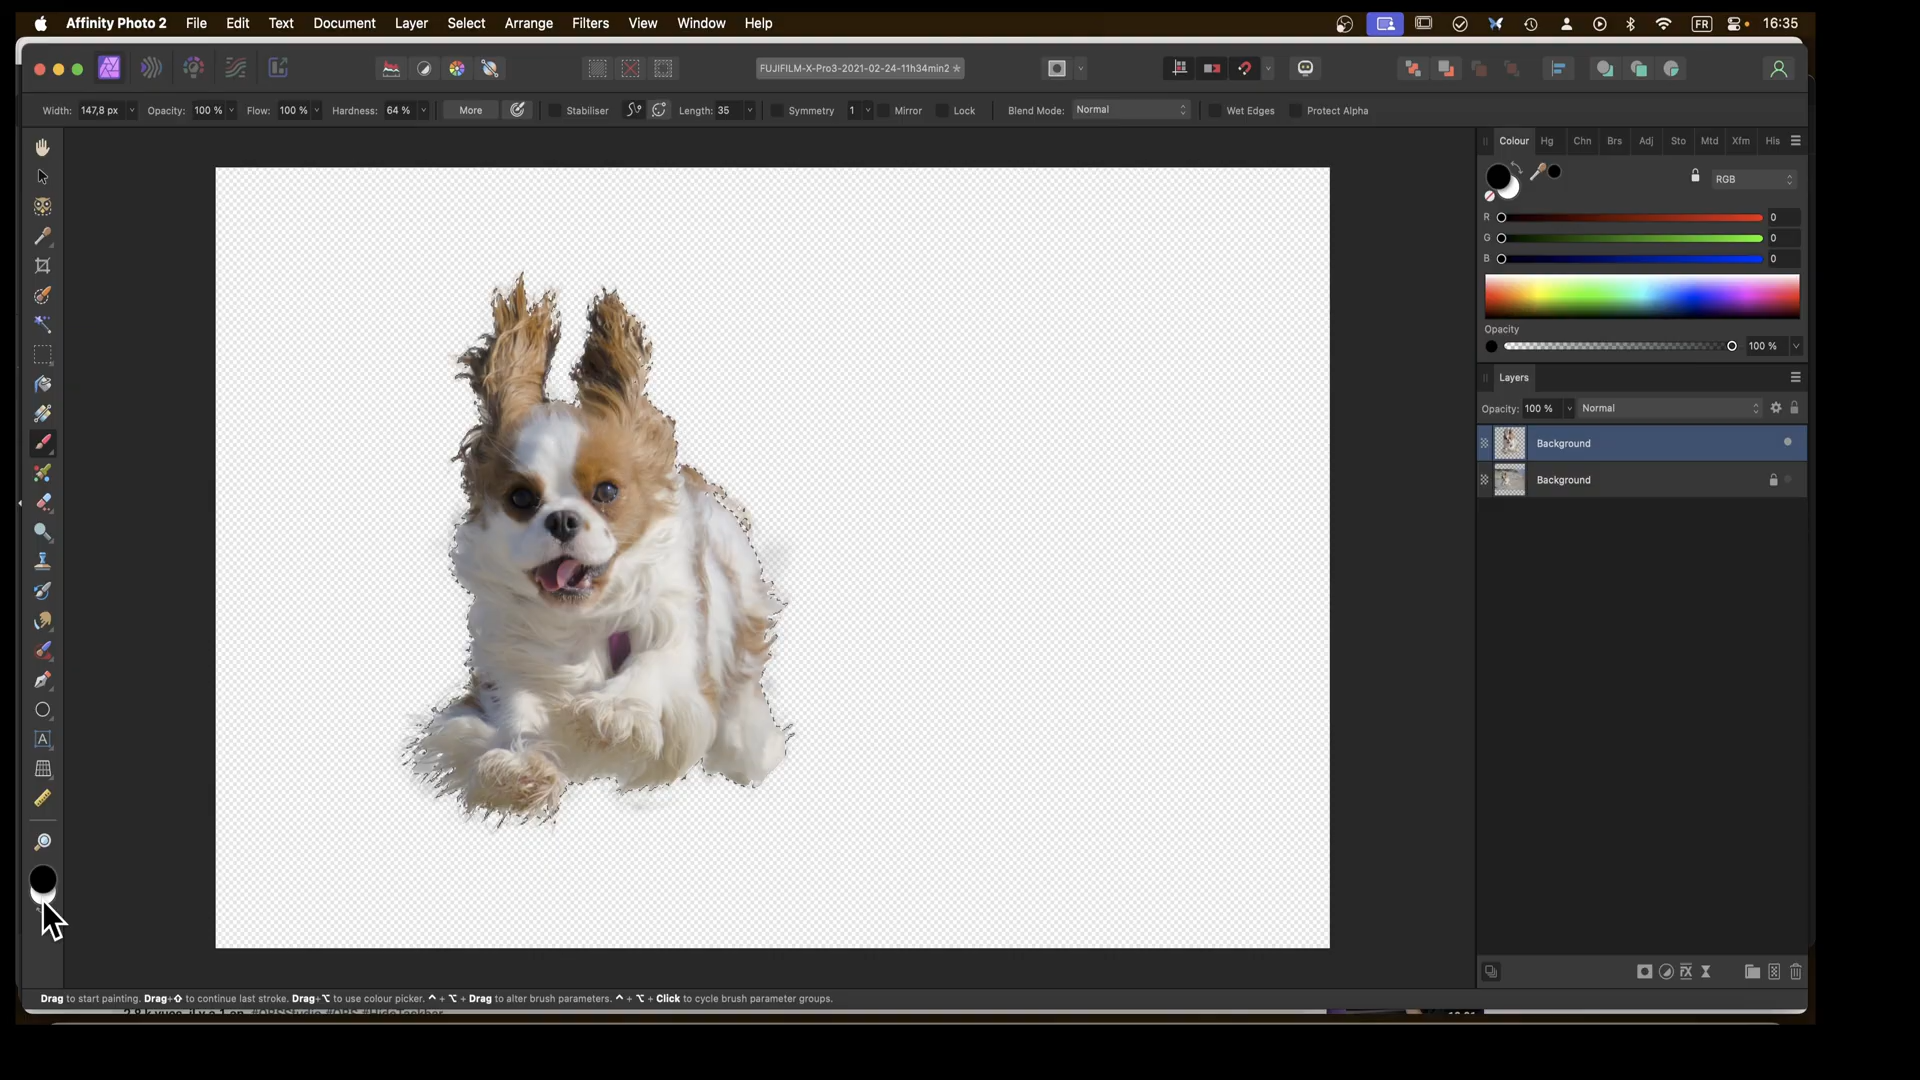 Affinity Photo 2 File Edit Text Document Layer Select Arrange Filters View Window Help FR 16:35
FUJIFILM-X-Pro3-2021-02-24-11h34min2
Width: 147,8 px Opacity: 100 % Flow: 100 % Hardness: 64 % More Stabiliser Length: 35 Symmetry 1 Mirror Lock Blend Mode: Normal Wet Edges Protect Alpha
Colour Hg Chn Brs Adj Sto Mtd Xfm His
RGB
R 0
G 0
B 0
Opacity
100 %
Layers
Opacity: 100 % Normal
Background
Background
A
Drag to start painting. Drag+⇧ to continue last stroke. Drag+⌥ to use colour picker. ^ + ⌥ + Drag to alter brush parameters. ^ + ⌥ + Click to cycle brush parameter groups.